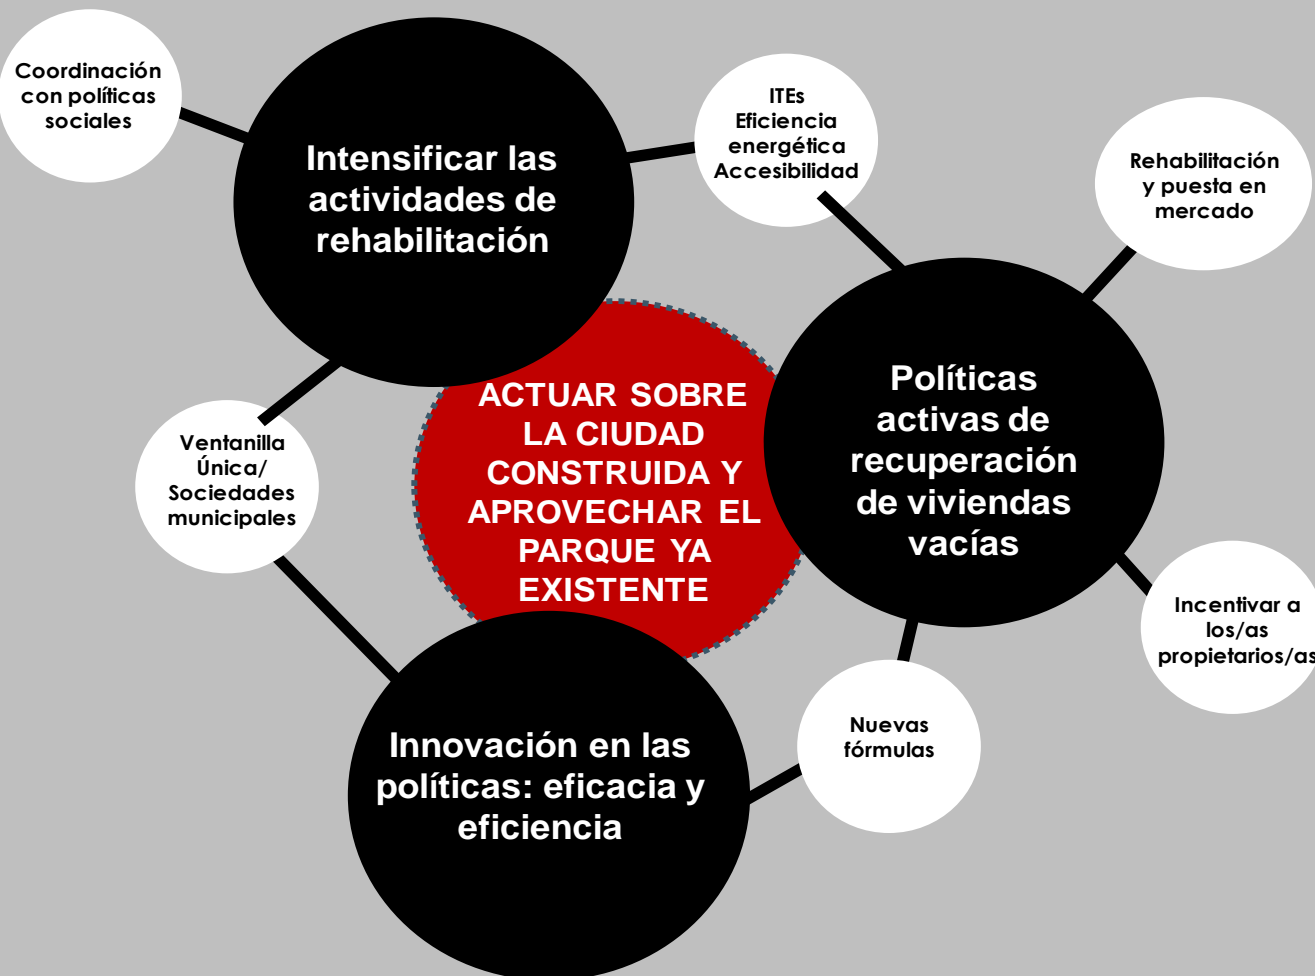 Coordinación
con políticas
sociales
Intensificar las
actividades de
rehabilitación
ITEs
Eficiencia
energética
Accesibilidad
Rehabilitación
y puesta en
mercado
ACTUAR SOBRE
LA CIUDAD
CONSTRUIDA Y
APROVECHAR EL
PARQUE YA
EXISTENTE
Políticas
activas de
recuperación
de viviendas
vacías
Ventanilla
Única/
Sociedades
municipales
Incentivar a
los/as
propietarios/as
Innovación en las
políticas: eficacia y
eficiencia
Nuevas
fórmulas